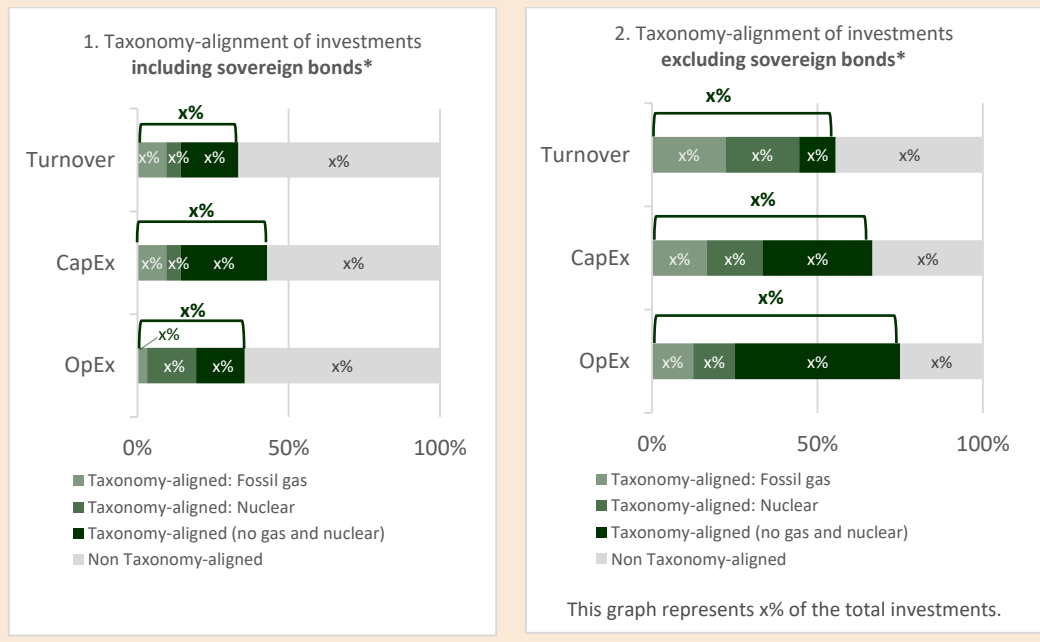 1. Taxonomy-alignment of investments
including sovereign bonds*
x%
Turnover
x% x% x% x%
x%
CapEx
x% x% x% x%
x%
x%
OpEx
x% x% x%
0% 50% 100%
Taxonomy-aligned: Fossil gas
Taxonomy-aligned: Nuclear
Taxonomy-aligned (no gas and nuclear)
Non Taxonomy-aligned
2. Taxonomy-alignment of investments
excluding sovereign bonds*
x%
Turnover
x% x% x% x%
x%
CapEx
x% x% x% x%
x%
OpEx
x% x% x% x%
0% 50% 100%
Taxonomy-aligned: Fossil gas
Taxonomy-aligned: Nuclear
Taxonomy-aligned (no gas and nuclear)
Non Taxonomy-aligned
This graph represents x% of the total investments.